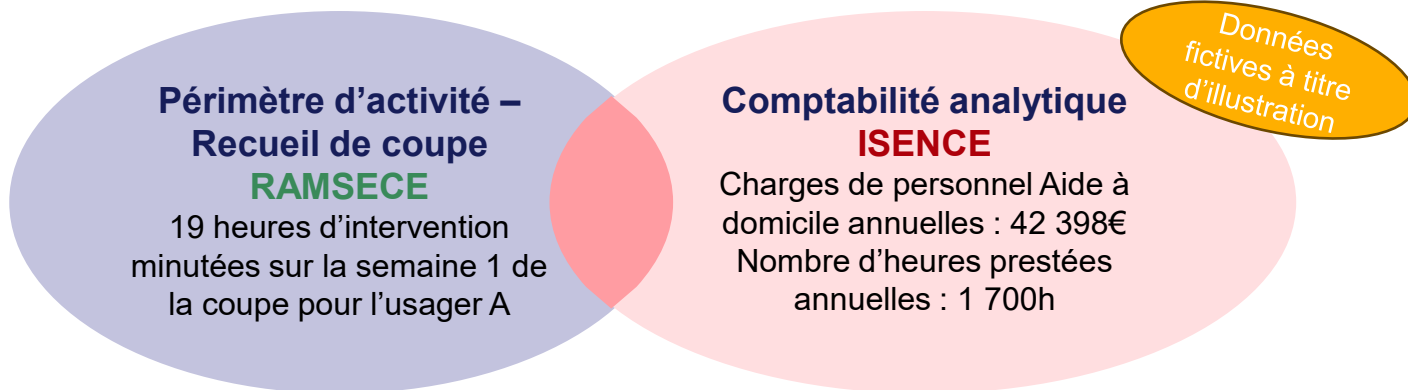 Périmètre d’activité –
Recueil de coupe
RAMSECE
19 heures d’intervention
minutées sur la semaine 1 de
la coupe pour l’usager A
Comptabilité analytique
ISENCE
Charges de personnel Aide à
domicile annuelles : 42 398€
Nombre d’heures prestées
annuelles : 1 700h
Données
fictives à titre
d’illustration